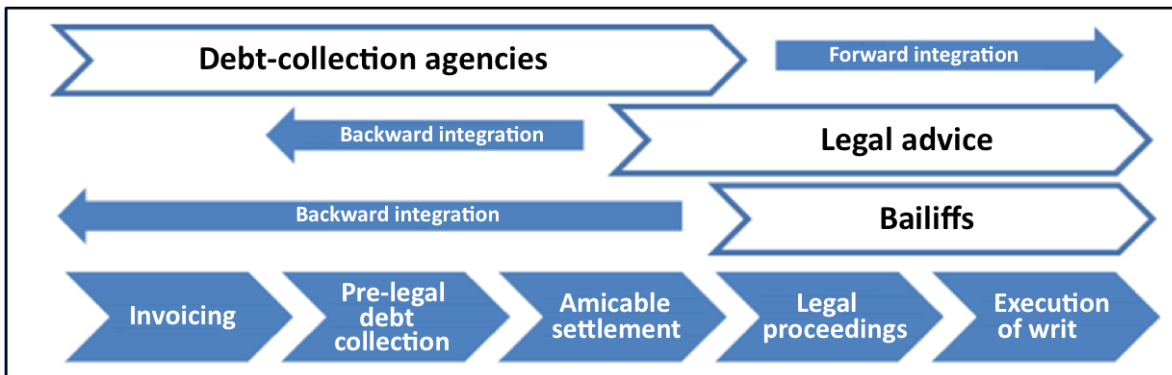 Debt-collection agencies
Forward integration
Backward integration
Legal advice
Backward integration
Bailiffs
Invoicing
Pre-legal
debt
collection
Amicable
settlement
Legal
proceedings
Execution
of writ